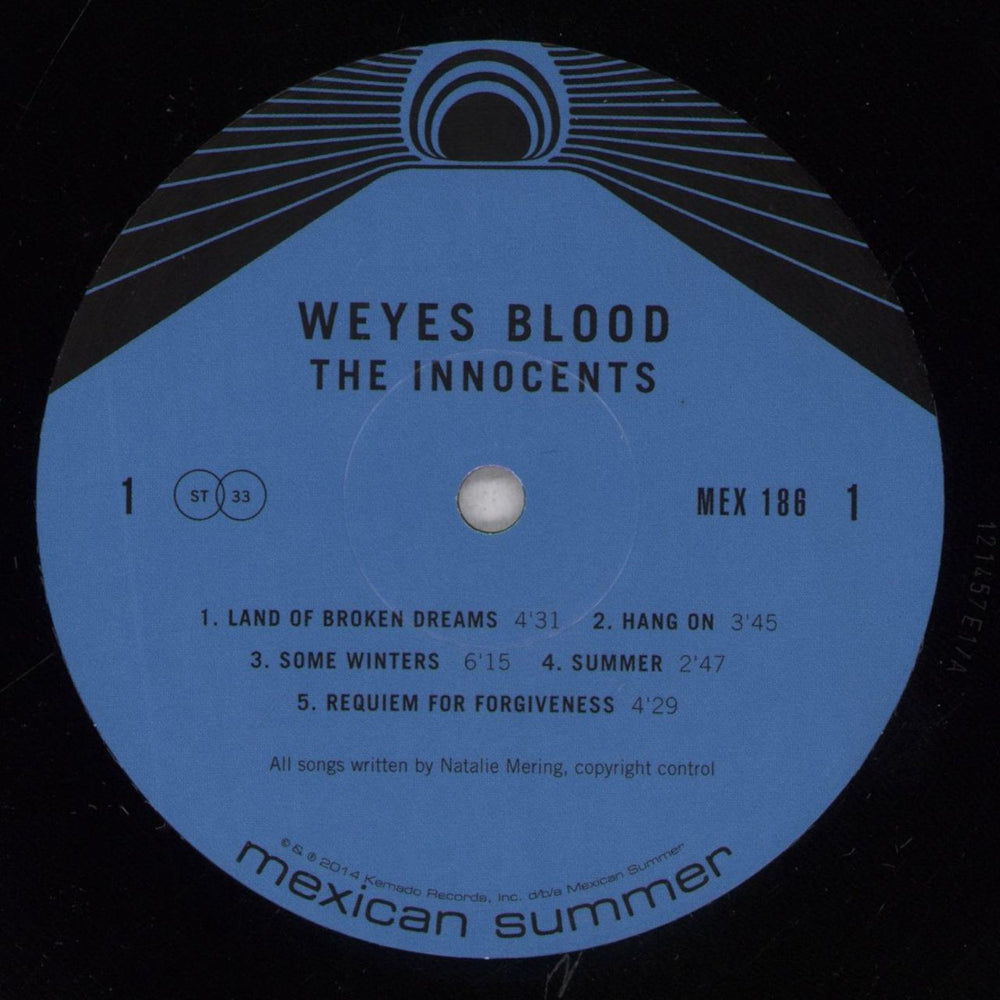 WEYES BLOOD
THE INNOCENTS
1 ST 33 MEX 186 1
1. LAND OF BROKEN DREAMS 4'31 2. HANG ON 3'45
3. SOME WINTERS 6'15 4. SUMMER 2'47
5. REQUIEM FOR FORGIVENESS 4'29
All songs written by Natalie Mering, copyright control
© & ℗ 2014 Kemado Records, Inc. d/b/a Mexican Summer
mexican summer
121457E1/A